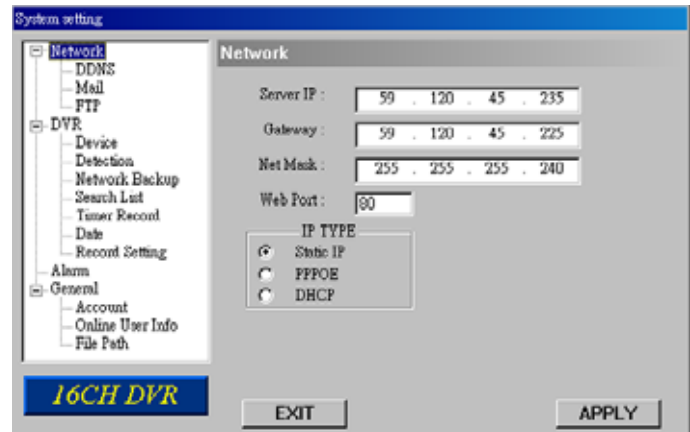 System setting
Network
DDNS
Mail
FTP
DVR
Device
Detection
Network Backup
Search List
Timer Record
Date
Record Setting
Alarm
General
Account
Online User Info
File Path
16CH DVR
Network
Server IP : 59 . 120 . 45 . 235
Gateway : 59 . 120 . 45 . 225
Net Mask : 255 . 255 . 255 . 240
Web Port : 80
IP TYPE
Static IP
PPPOE
DHCP
EXIT APPLY